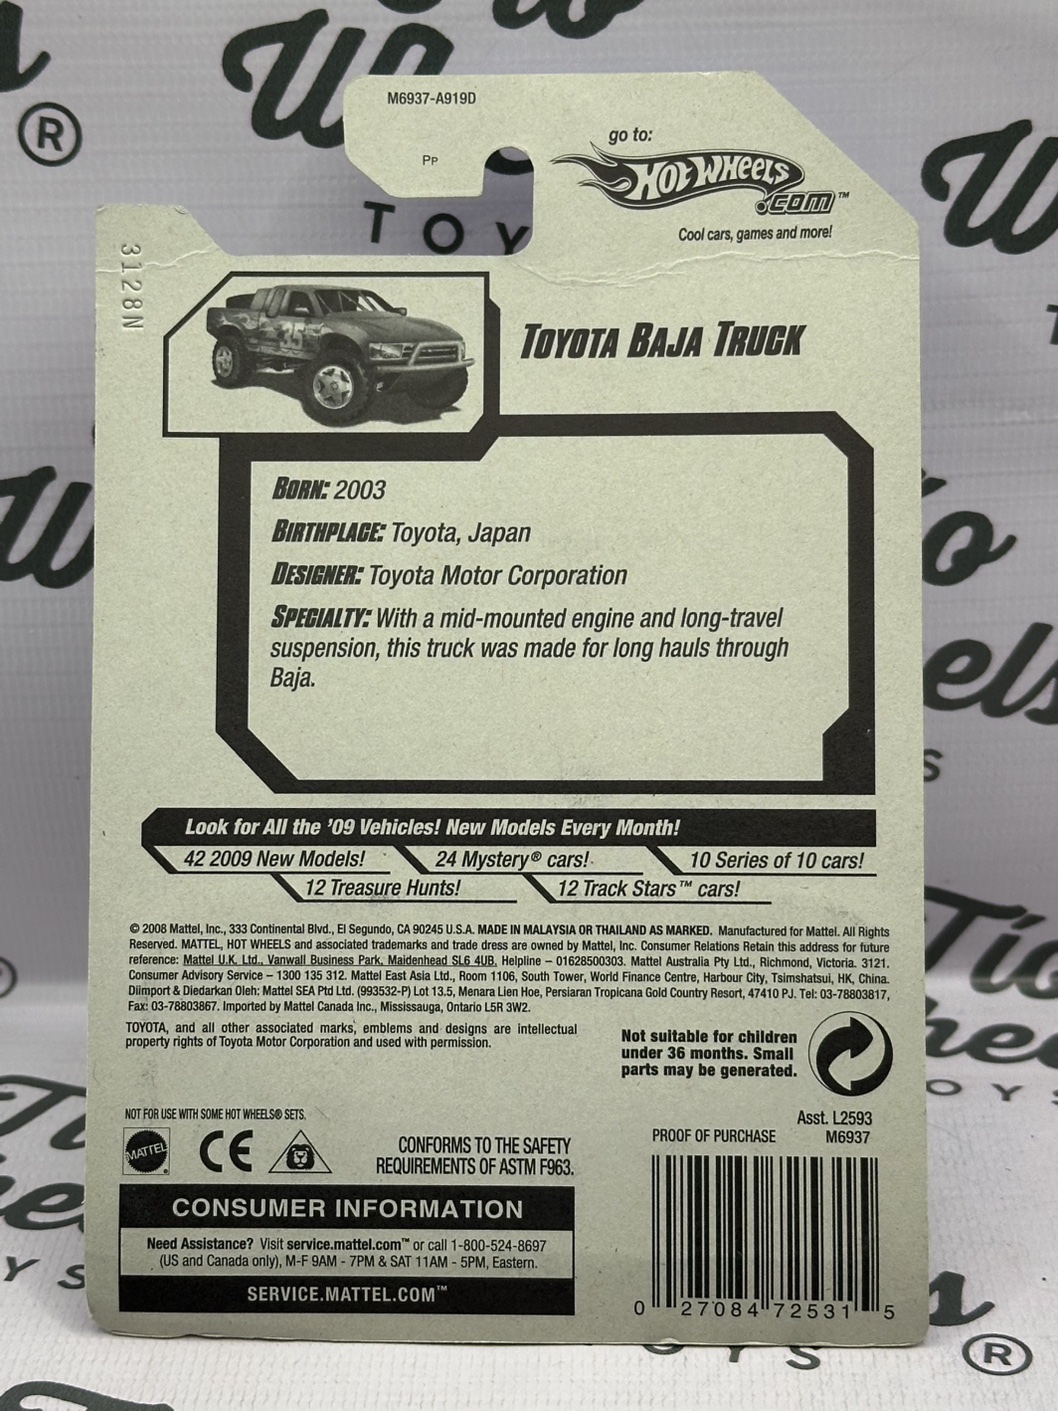 M6937-A919D
Pp
go to:
HOT WHEELS
.COM™
Cool cars, games and more!
TOY
3128N
35
TOYOTA BAJA TRUCK
BORN: 2003
BIRTHPLACE: Toyota, Japan
DESIGNER: Toyota Motor Corporation
SPECIALTY: With a mid-mounted engine and long-travel
suspension, this truck was made for long hauls through
Baja.
Look for All the '09 Vehicles! New Models Every Month!
42 2009 New Models!
24 Mystery® cars!
10 Series of 10 cars!
12 Treasure Hunts!
12 Track Stars™ cars!
© 2008 Mattel, Inc., 333 Continental Blvd., El Segundo, CA 90245 U.S.A. MADE IN MALAYSIA OR THAILAND AS MARKED. Manufactured for Mattel. All Rights
Reserved. MATTEL, HOT WHEELS and associated trademarks and trade dress are owned by Mattel, Inc. Consumer Relations Retain this address for future
reference: Mattel U.K. Ltd., Vanwall Business Park, Maidenhead SL6 4UB. Helpline – 01628500303. Mattel Australia Pty Ltd., Richmond, Victoria. 3121.
Consumer Advisory Service – 1300 135 312. Mattel East Asia Ltd., Room 1106, South Tower, World Finance Centre, Harbour City, Tsimshatsui, HK, China.
Diimport & Diedarkan Oleh: Mattel SEA Ptd Ltd. (993532-P) Lot 13.5, Menara Lien Hoe, Persiaran Tropicana Gold Country Resort, 47410 PJ. Tel: 03-78803817,
Fax: 03-78803867. Imported by Mattel Canada Inc., Mississauga, Ontario L5R 3W2.
TOYOTA, and all other associated marks, emblems and designs are intellectual
property rights of Toyota Motor Corporation and used with permission.
Not suitable for children
under 36 months. Small
parts may be generated.
NOT FOR USE WITH SOME HOT WHEELS® SETS.
MATTEL
CE
CONFORMS TO THE SAFETY
REQUIREMENTS OF ASTM F963.
Asst. L2593
PROOF OF PURCHASE M6937
CONSUMER INFORMATION
Need Assistance? Visit service.mattel.com™ or call 1-800-524-8697
(US and Canada only), M-F 9AM - 7PM & SAT 11AM - 5PM, Eastern.
SERVICE.MATTEL.COM™
0 27084 72531 5